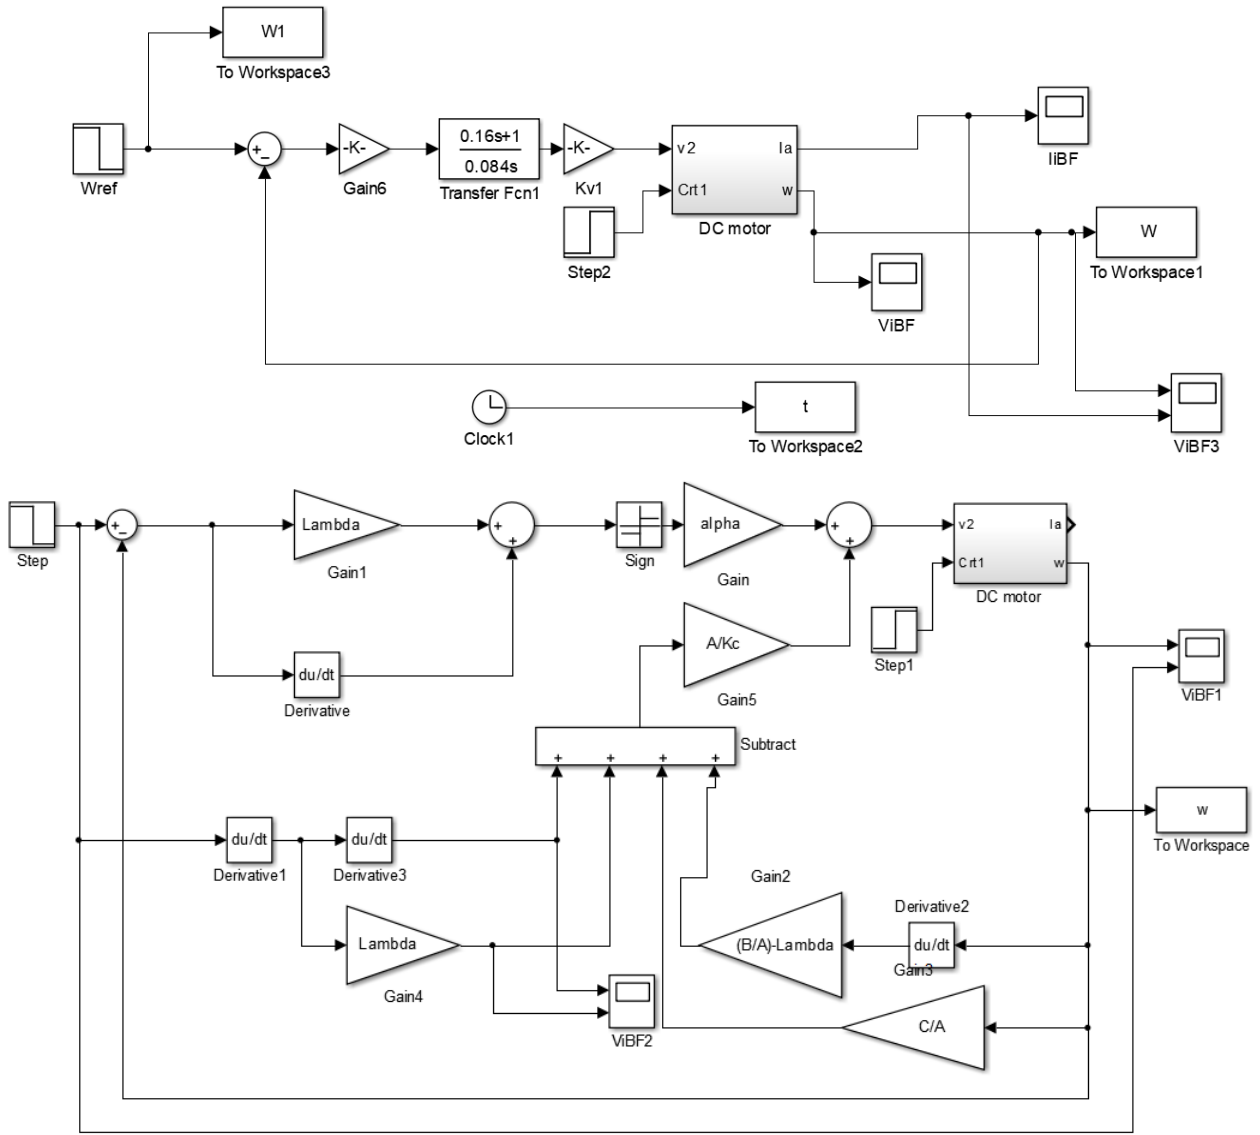 W1
To Workspace3
Wref
+
−
-K-
Gain6
0.16s+1
0.084s
Transfer Fcn1
-K-
Kv1
v2
Ia
Crt1
w
DC motor
Step2
IiBF
W
To Workspace1
ViBF
ViBF3
Clock1
t
To Workspace2
Step
+
−
Lambda
Gain1
+
+
Sign
alpha
Gain
+
+
v2
Ia
Crt1
w
DC motor
du/dt
Derivative
A/Kc
Gain5
Step1
ViBF1
Subtract
+ + + +
w
To Workspace
du/dt
Derivative1
du/dt
Derivative3
Gain2
Lambda
Gain4
(B/A)-Lambda
Derivative2
du/dt
Gain3
C/A
ViBF2